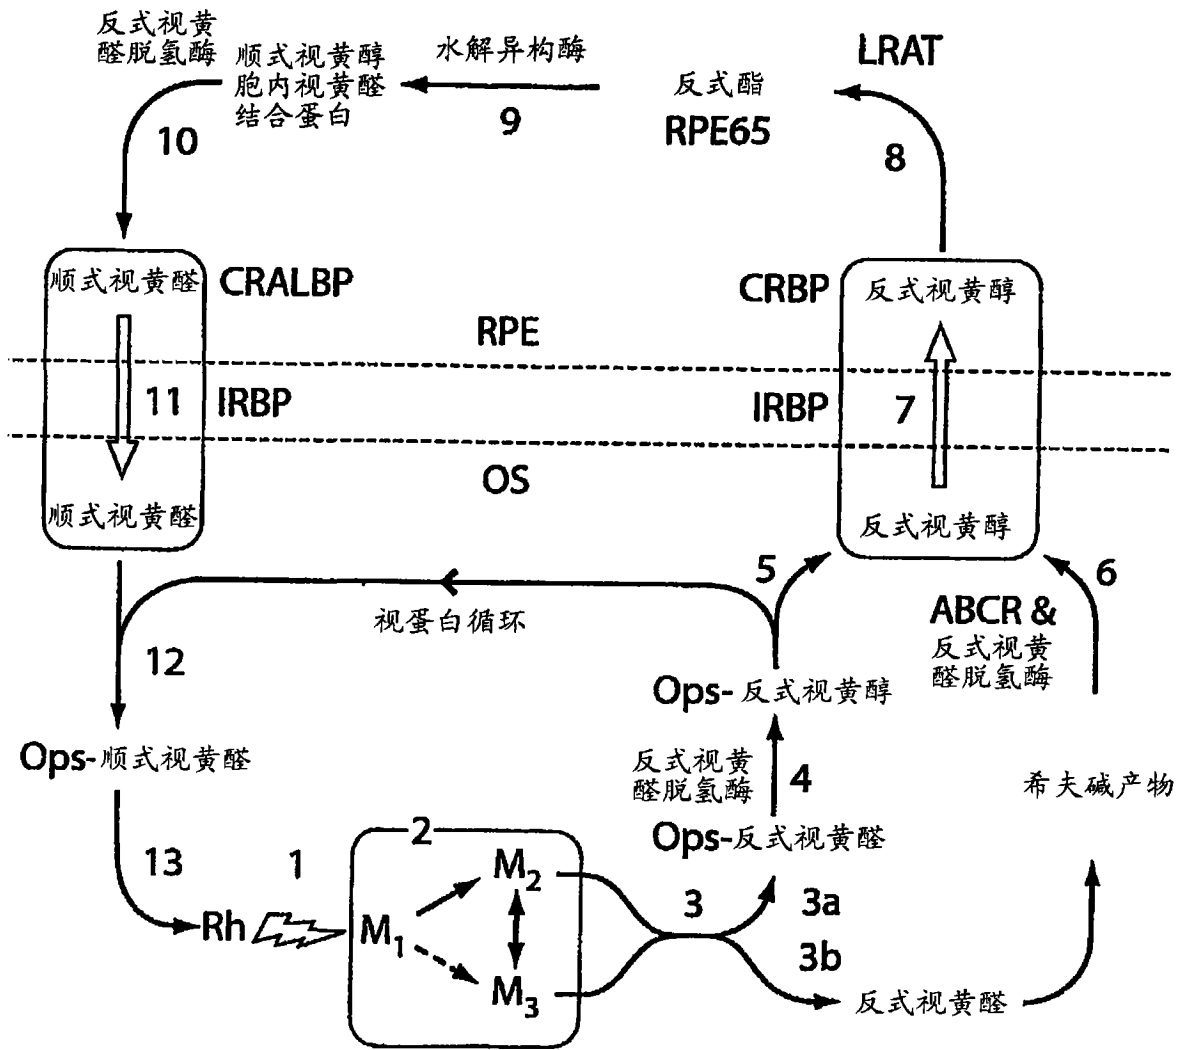 反式视黄
醛脱氢酶
顺式视黄醇
胞内视黄醛
结合蛋白
水解异构酶
9
反式酯
RPE65
LRAT
10
8
顺式视黄醛
CRALBP
CRBP
反式视黄醇
RPE
11
IRBP
IRBP
7
OS
顺式视黄醛
反式视黄醇
5
6
视蛋白循环
ABCR &
反式视黄
醛脱氢酶
12
Ops-反式视黄醇
Ops-顺式视黄醛
反式视黄
醛脱氢酶
4
希夫碱产物
Ops-反式视黄醛
13
1
2
M2
3
3a
Rh
M1
3b
M3
反式视黄醛